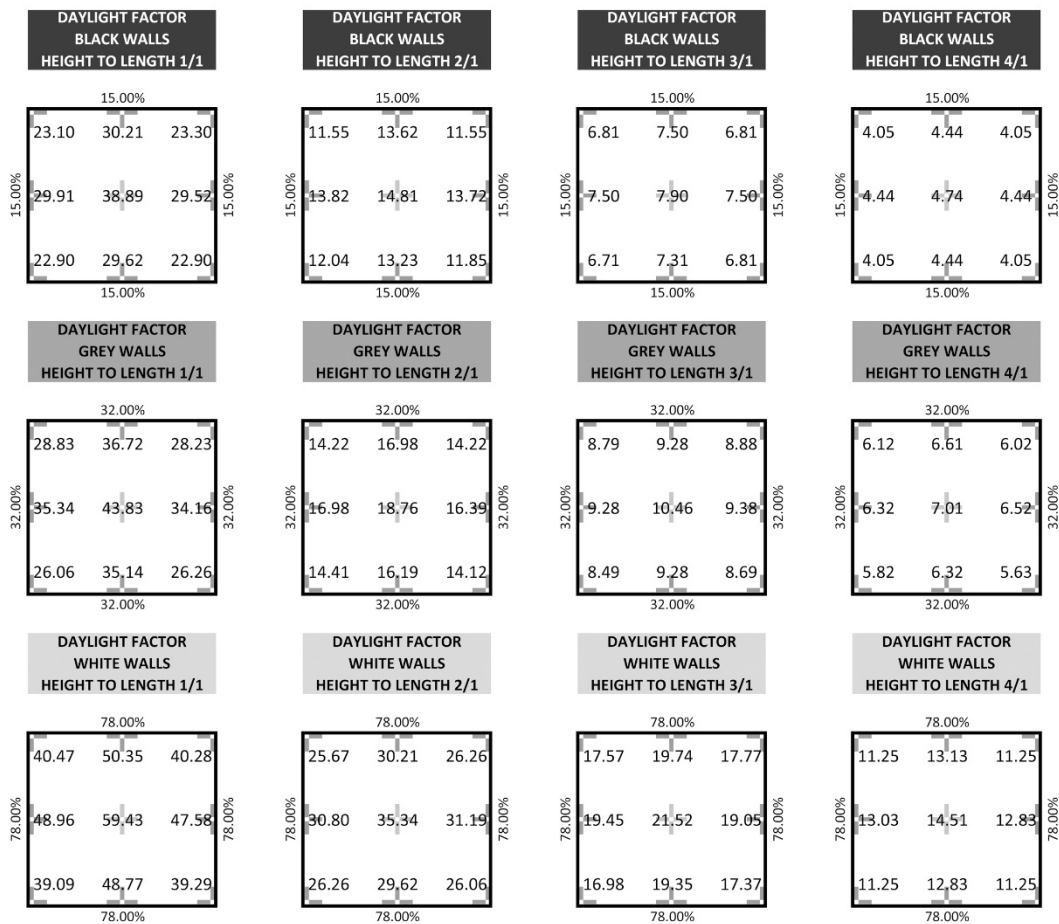 DAYLIGHT FACTOR
BLACK WALLS
HEIGHT TO LENGTH 1/1
15.00%
23.10 30.21 23.30
15.00% 29.91 38.89 29.52 15.00%
22.90 29.62 22.90
15.00%
DAYLIGHT FACTOR
BLACK WALLS
HEIGHT TO LENGTH 2/1
15.00%
11.55 13.62 11.55
13.82 14.81 13.72 15.00%
12.04 13.23 11.85
15.00%
15.00%
DAYLIGHT FACTOR
BLACK WALLS
HEIGHT TO LENGTH 3/1
15.00%
6.81 7.50 6.81
15.00% 7.50 7.90 7.50 15.00%
6.71 7.31 6.81
15.00%
DAYLIGHT FACTOR
BLACK WALLS
HEIGHT TO LENGTH 4/1
15.00%
4.05 4.44 4.05
15.00% 4.44 4.74 4.44 15.00%
4.05 4.44 4.05
15.00%
DAYLIGHT FACTOR
GREY WALLS
HEIGHT TO LENGTH 1/1
32.00%
28.83 36.72 28.23
32.00% 35.34 43.83 34.16 32.00%
26.06 35.14 26.26
32.00%
DAYLIGHT FACTOR
GREY WALLS
HEIGHT TO LENGTH 2/1
32.00%
14.22 16.98 14.22
32.00% 16.98 18.76 16.39 32.00%
14.41 16.19 14.12
32.00%
DAYLIGHT FACTOR
GREY WALLS
HEIGHT TO LENGTH 3/1
32.00%
8.79 9.28 8.88
32.00% 9.28 10.46 9.38 32.00%
8.49 9.28 8.69
32.00%
DAYLIGHT FACTOR
GREY WALLS
HEIGHT TO LENGTH 4/1
32.00%
6.12 6.61 6.02
32.00% 6.32 7.01 6.52 32.00%
5.82 6.32 5.63
32.00%
DAYLIGHT FACTOR
WHITE WALLS
HEIGHT TO LENGTH 1/1
78.00%
40.47 50.35 40.28
78.00% 48.96 59.43 47.58 78.00%
39.09 48.77 39.29
78.00%
DAYLIGHT FACTOR
WHITE WALLS
HEIGHT TO LENGTH 2/1
78.00%
25.67 30.21 26.26
78.00% 30.80 35.34 31.19 78.00%
26.26 29.62 26.06
78.00%
DAYLIGHT FACTOR
WHITE WALLS
HEIGHT TO LENGTH 3/1
78.00%
17.57 19.74 17.77
78.00% 19.45 21.52 19.05 78.00%
16.98 19.35 17.37
78.00%
DAYLIGHT FACTOR
WHITE WALLS
HEIGHT TO LENGTH 4/1
78.00%
11.25 13.13 11.25
78.00% 13.03 14.51 12.83 78.00%
11.25 12.83 11.25
78.00%